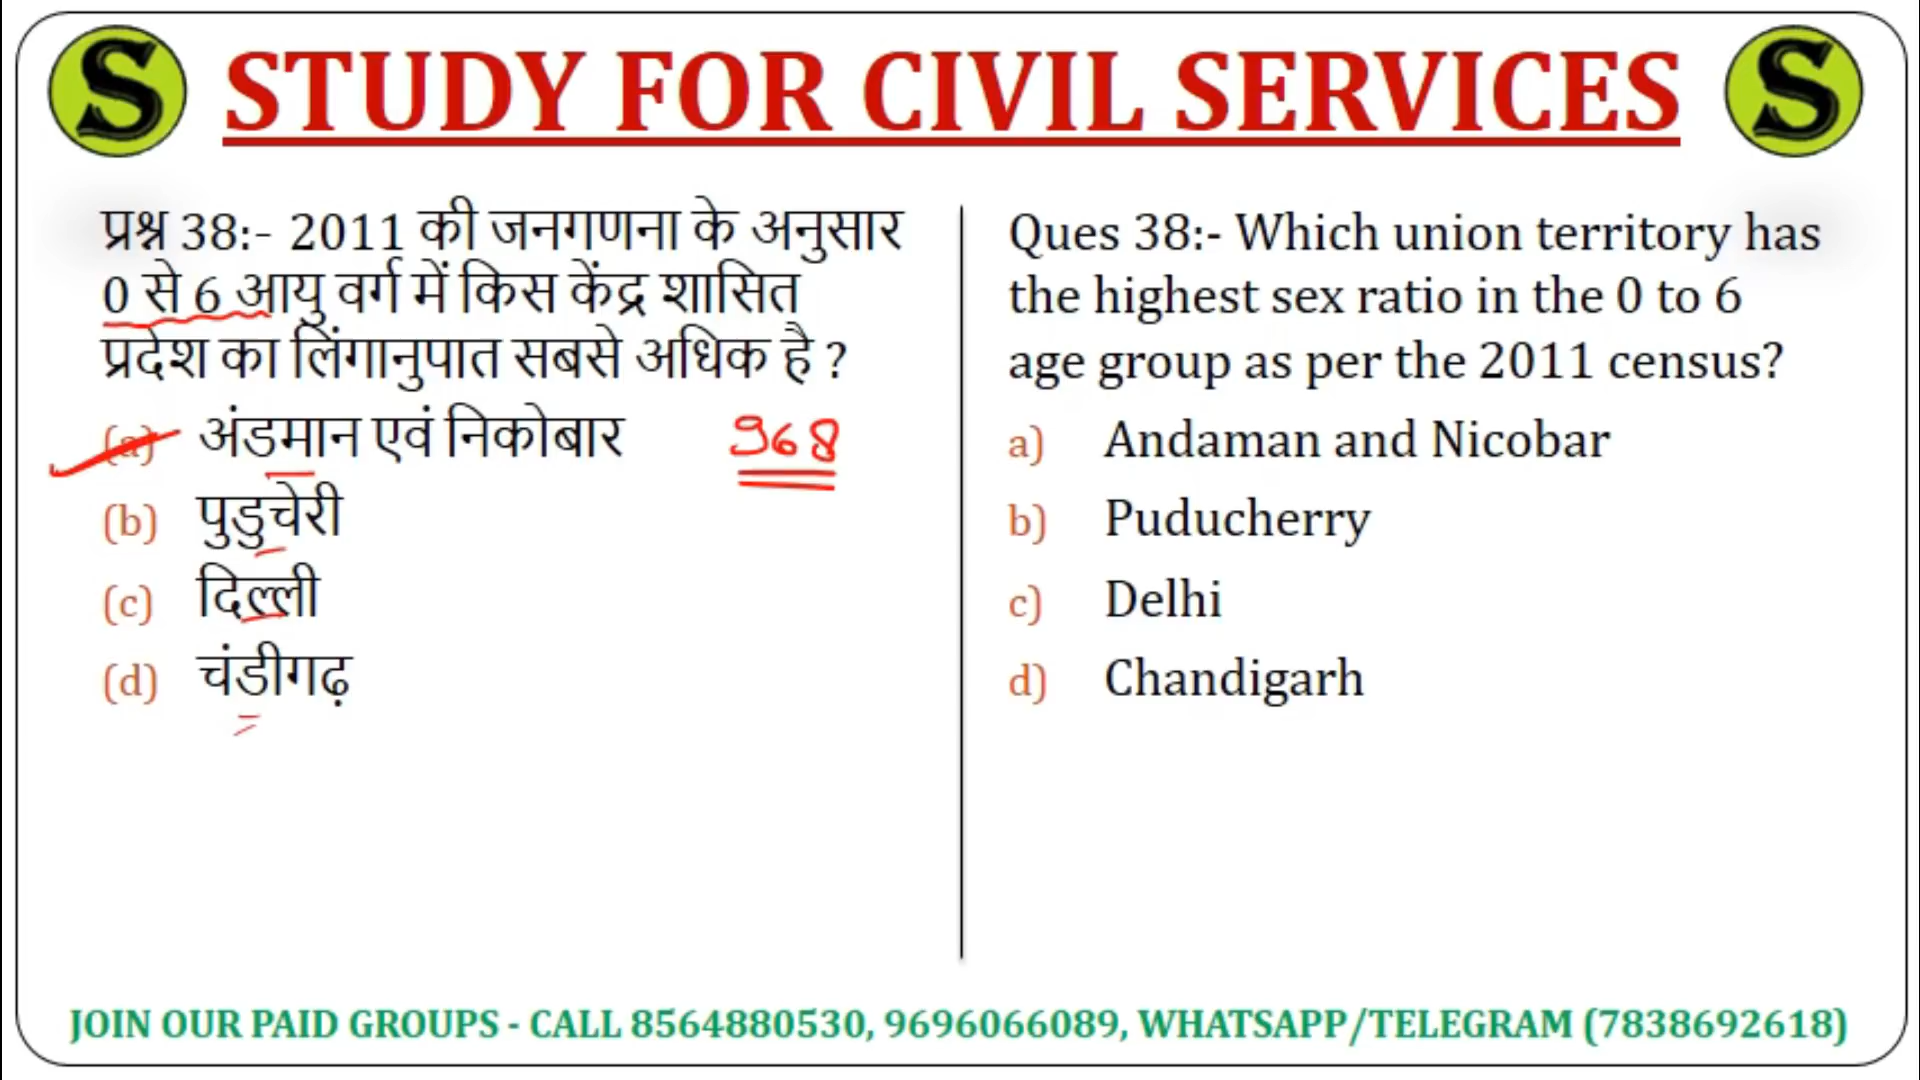 S STUDY FOR CIVIL SERVICES S
प्रश्न 38:- 2011 की जनगणना के अनुसार
0 से 6 आयु वर्ग में किस केंद्र शासित
प्रदेश का लिंगानुपात सबसे अधिक है ?
(a) अंडमान एवं निकोबार 968
(b) पुडुचेरी
(c) दिल्ली
(d) चंडीगढ़
Ques 38:- Which union territory has
the highest sex ratio in the 0 to 6
age group as per the 2011 census?
a) Andaman and Nicobar
b) Puducherry
c) Delhi
d) Chandigarh
JOIN OUR PAID GROUPS - CALL 8564880530, 9696066089, WHATSAPP/TELEGRAM (7838692618)